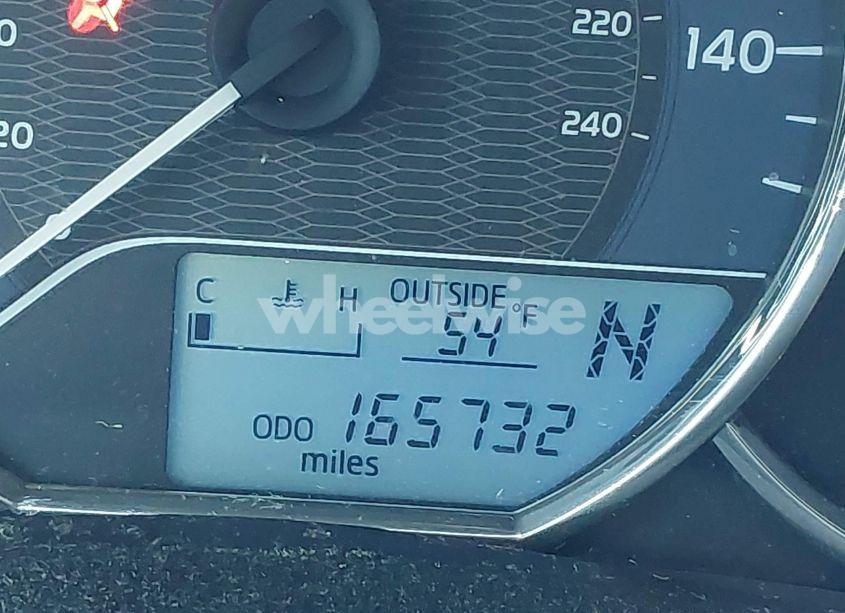 220
140
240
20
C H OUTSIDE
54 °F N
wheelwise
ODO 165732
miles